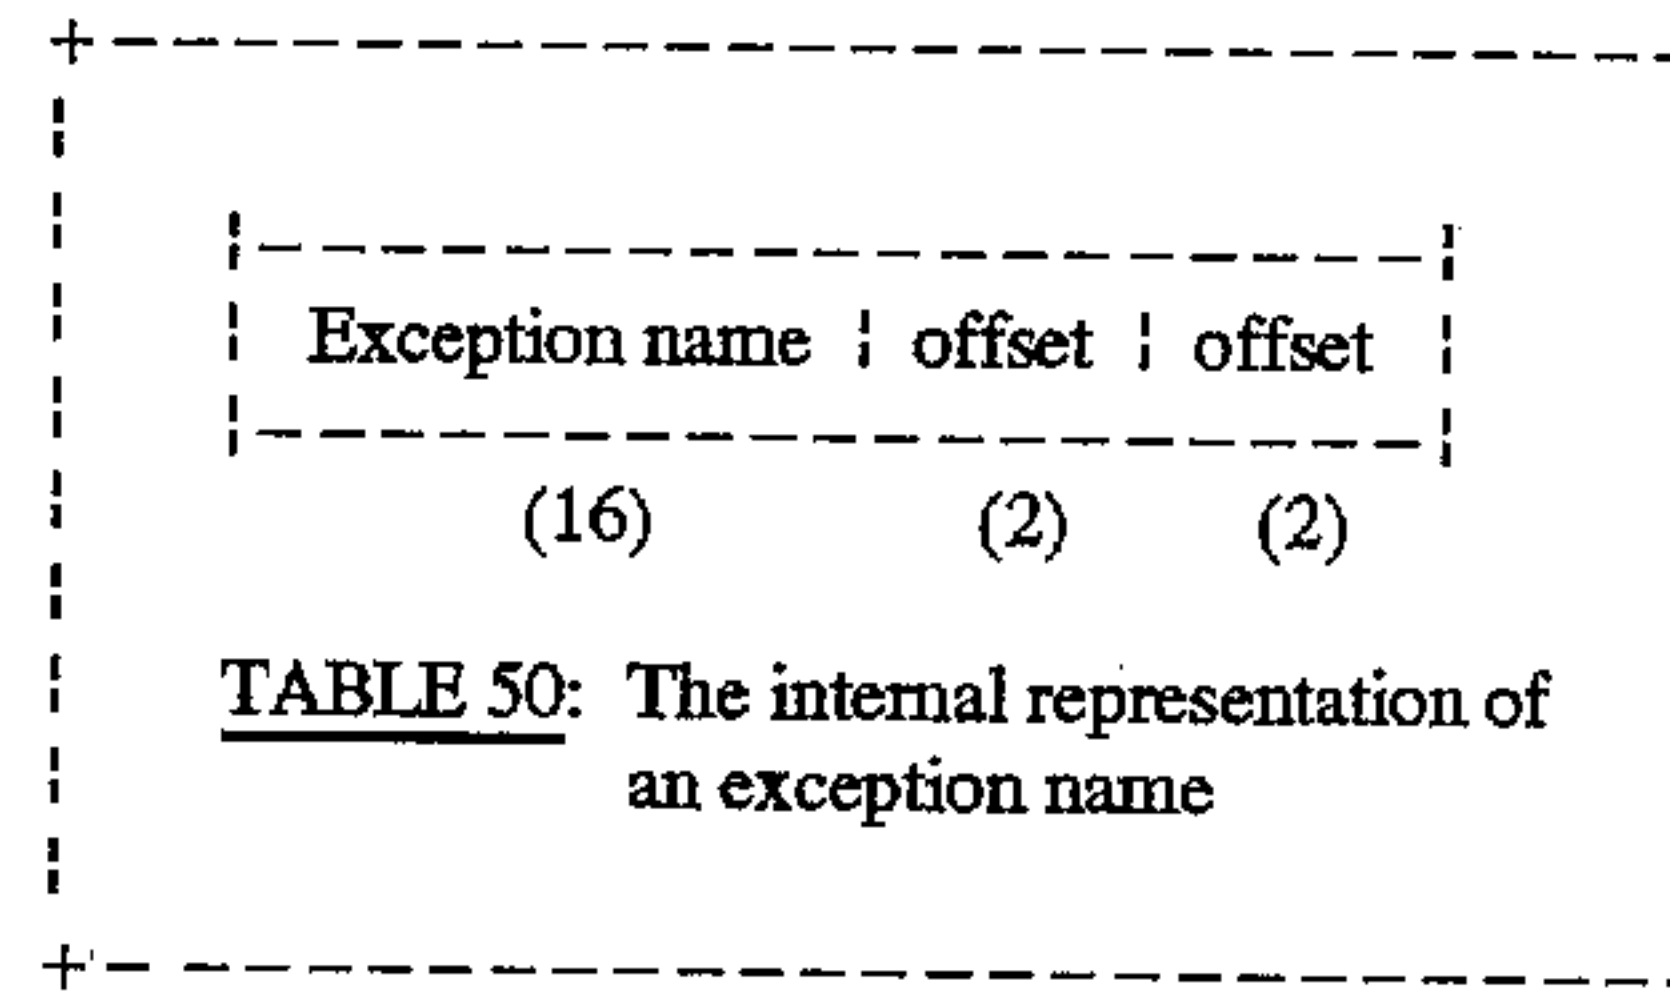 Exception name ¦ offset ¦ offset
(16) (2) (2)
TABLE 50: The internal representation of
an exception name